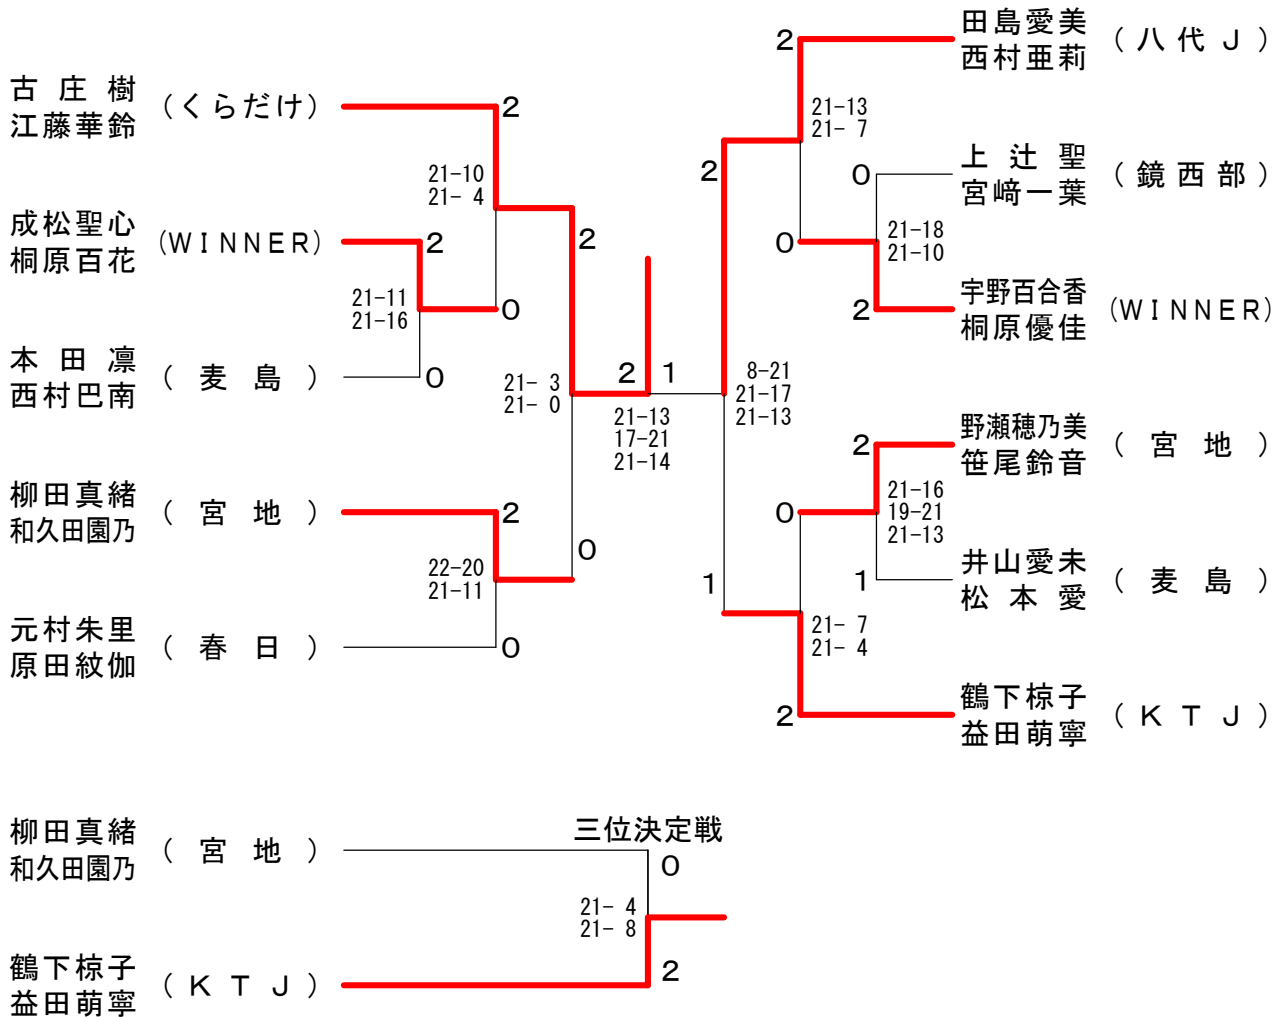 古庄樹
江藤華鈴
(くらだけ)
2
21-10
21- 4
成松聖心
桐原百花
(WINNER)
2
21-11
21-16
0
本田凛
西村巴南
(麦島)
0
2
21- 3
21- 0
柳田真緒
和久田園乃
(宮地)
2
22-20
21-11
0
元村朱里
原田紋伽
(春日)
0
2
1
21-13
17-21
21-14
田島愛美
西村亜莉
(八代J)
2
21-13
21- 7
2
上辻聖
宮﨑一葉
(鏡西部)
0
21-18
21-10
0
宇野百合香
桐原優佳
(WINNER)
2
8-21
21-17
21-13
野瀬穂乃美
笹尾鈴音
(宮地)
2
21-16
19-21
21-13
0
井山愛未
松本愛
(麦島)
1
1
21- 7
21- 4
鶴下椋子
益田萌寧
(KTJ)
2
三位決定戦
柳田真緒
和久田園乃
(宮地)
0
21- 4
21- 8
鶴下椋子
益田萌寧
(KTJ)
2